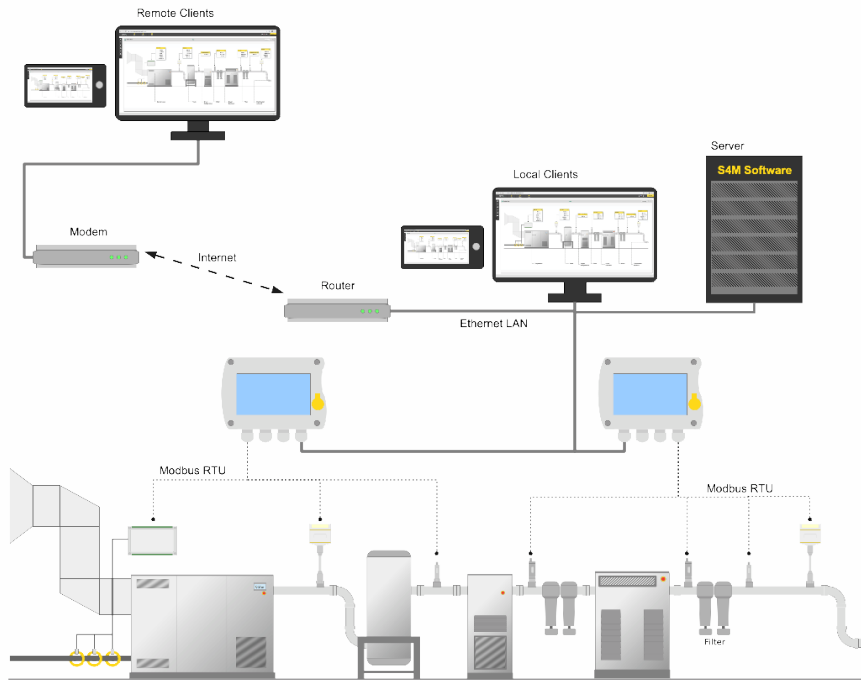 Remote Clients
Server
S4M Software
Local Clients
Modem
Internet
Router
Ethernet LAN
Modbus RTU
Modbus RTU
Filter